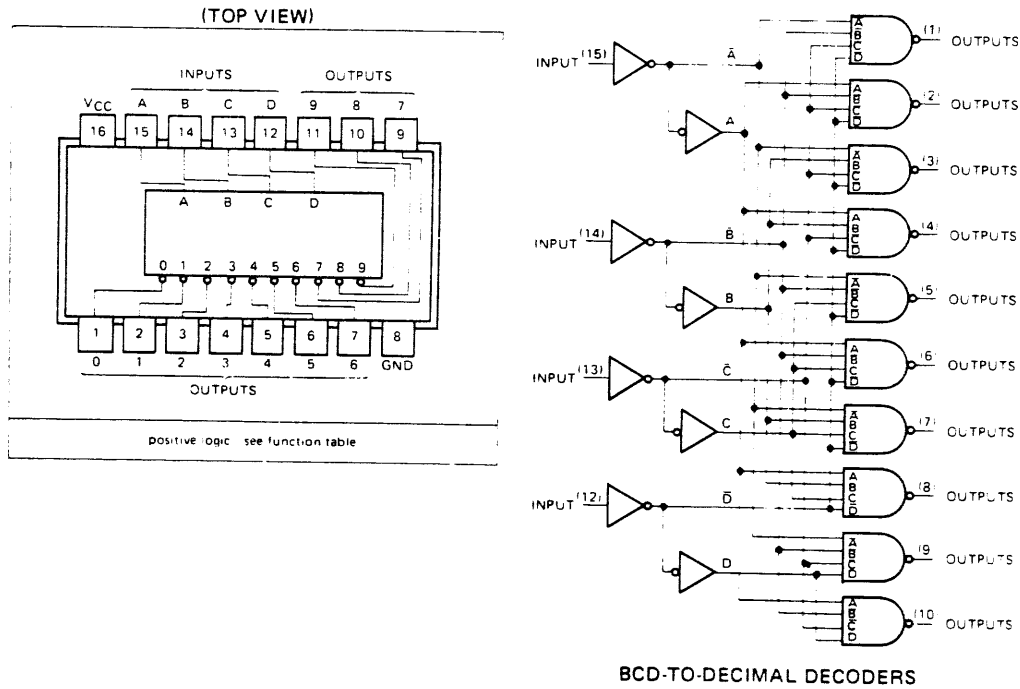 (TOP VIEW)
INPUTS OUTPUTS
VCC A B C D 9 8 7
16 15 14 13 12 11 10 9
A B C D
0 1 2 3 4 5 6 7 8 9
1 2 3 4 5 6 7 8
0 1 2 3 4 5 6 GND
OUTPUTS
positive logic see function table
INPUT (15) Ā
A
INPUT (14) B̄
B
INPUT (13) C̄
C
INPUT (12) D̄
D
Ā
B̄
C̄
D̄
(1) OUTPUTS
A
B̄
C̄
D̄
(2) OUTPUTS
Ā
B
C̄
D̄
(3) OUTPUTS
A
B
C̄
D̄
(4) OUTPUTS
Ā
B̄
C
D̄
(5) OUTPUTS
A
B̄
C
D̄
(6) OUTPUTS
Ā
B
C
D̄
(7) OUTPUTS
A
B
C
D̄
(8) OUTPUTS
Ā
B̄
C̄
D
(9 OUTPUTS
A
B̄
C̄
D
(10) OUTPUTS
BCD-TO-DECIMAL DECODERS